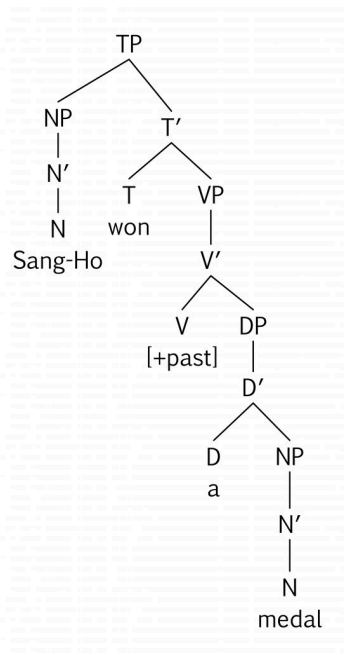 TP
NP T′
N′ T VP
N won V′
Sang-Ho
V DP
[+past] D′
D NP
a N′
N
medal